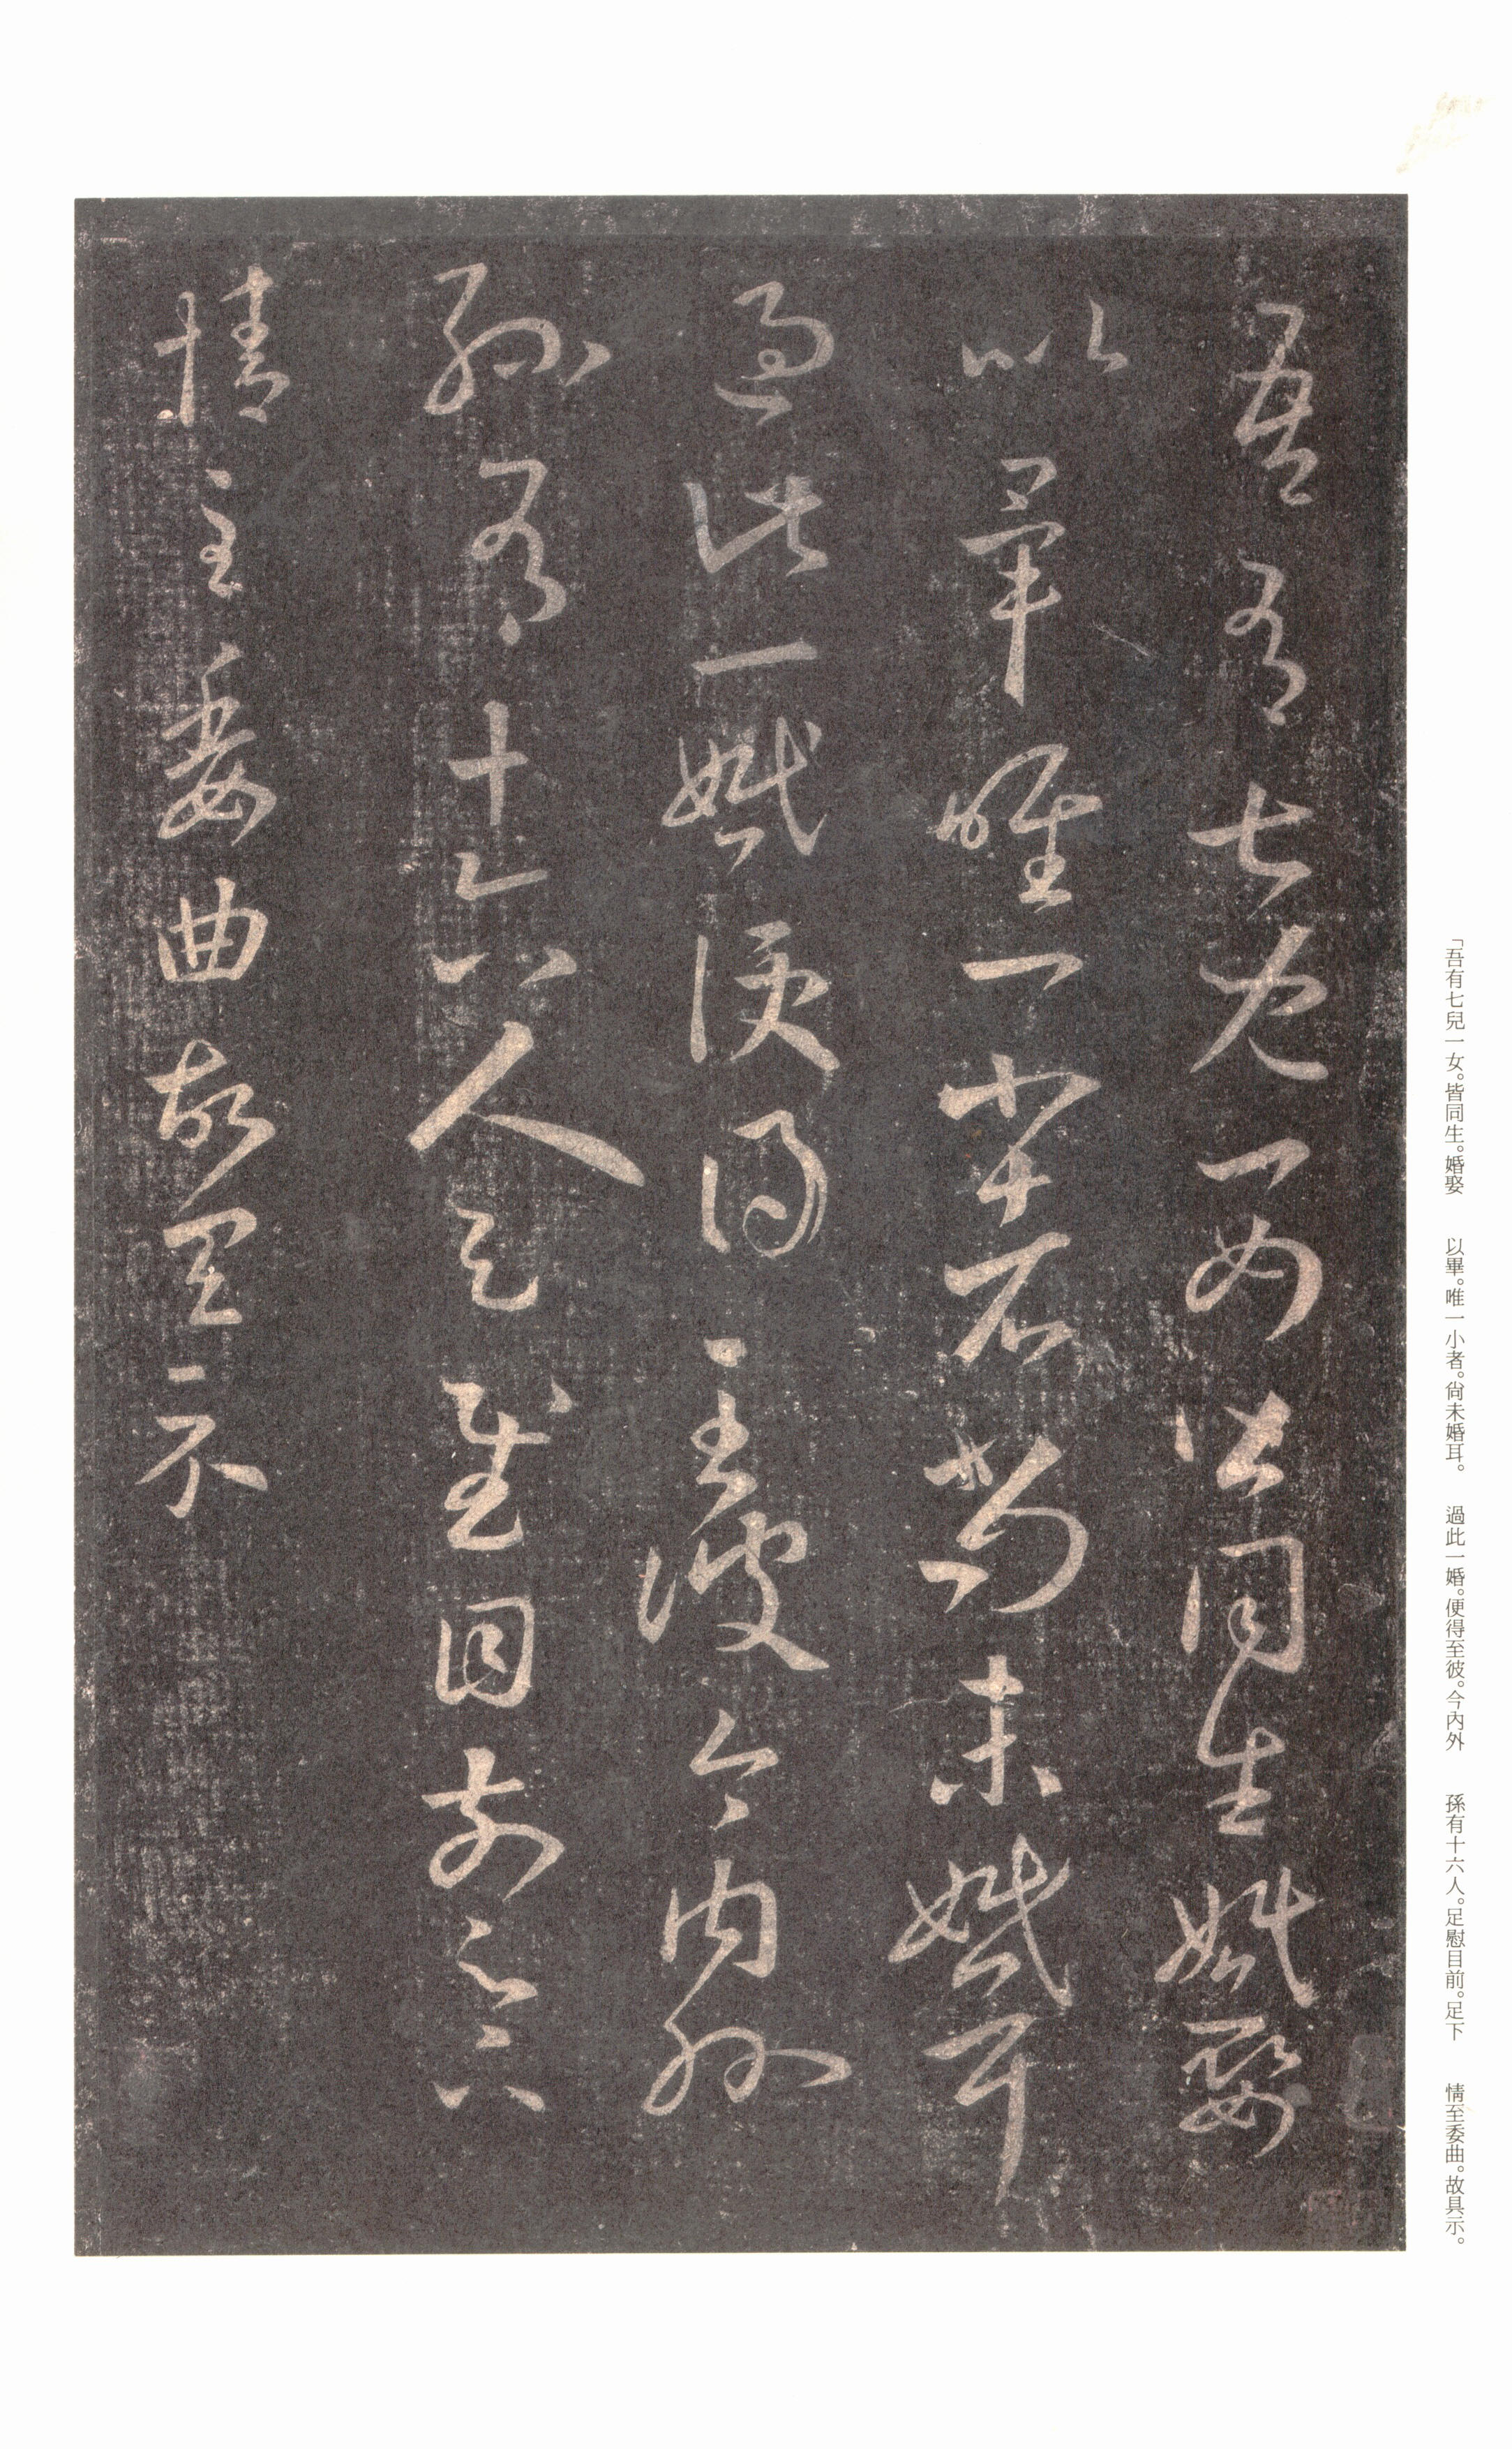 吾有七兒一女皆同生婚娶
以畢唯一小者尚未婚耳
過此一婚便得至彼今内外
孫有十六人足慰目前足下
情至委曲故具示
「吾有七兒一女。皆同生。婚娶　以畢。唯一小者。尙未婚耳。　過此一婚。便得至彼。今內外　孫有十六人。足慰目前。足下　情至委曲。故具示。